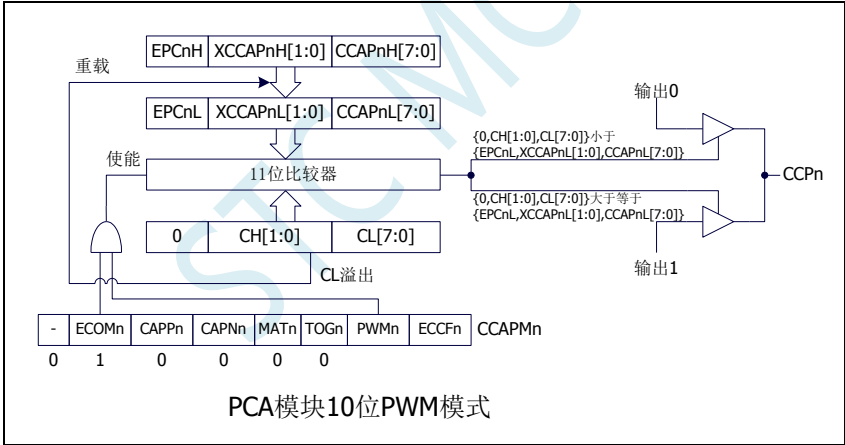 EPCnH XCCAPnH[1:0] CCAPnH[7:0]
重载
EPCnL XCCAPnL[1:0] CCAPnL[7:0]
输出0
{0,CH[1:0],CL[7:0]}小于
{EPCnL,XCCAPnL[1:0],CCAPnL[7:0]}
使能
11位比较器
CCPn
{0,CH[1:0],CL[7:0]}大于等于
{EPCnL,XCCAPnL[1:0],CCAPnL[7:0]}
0 CH[1:0] CL[7:0]
输出1
CL溢出
- ECOMn CAPPn CAPNn MATn TOGn PWMn ECCFn CCAPMn
0 1 0 0 0 0
PCA模块10位PWM模式
STC MC